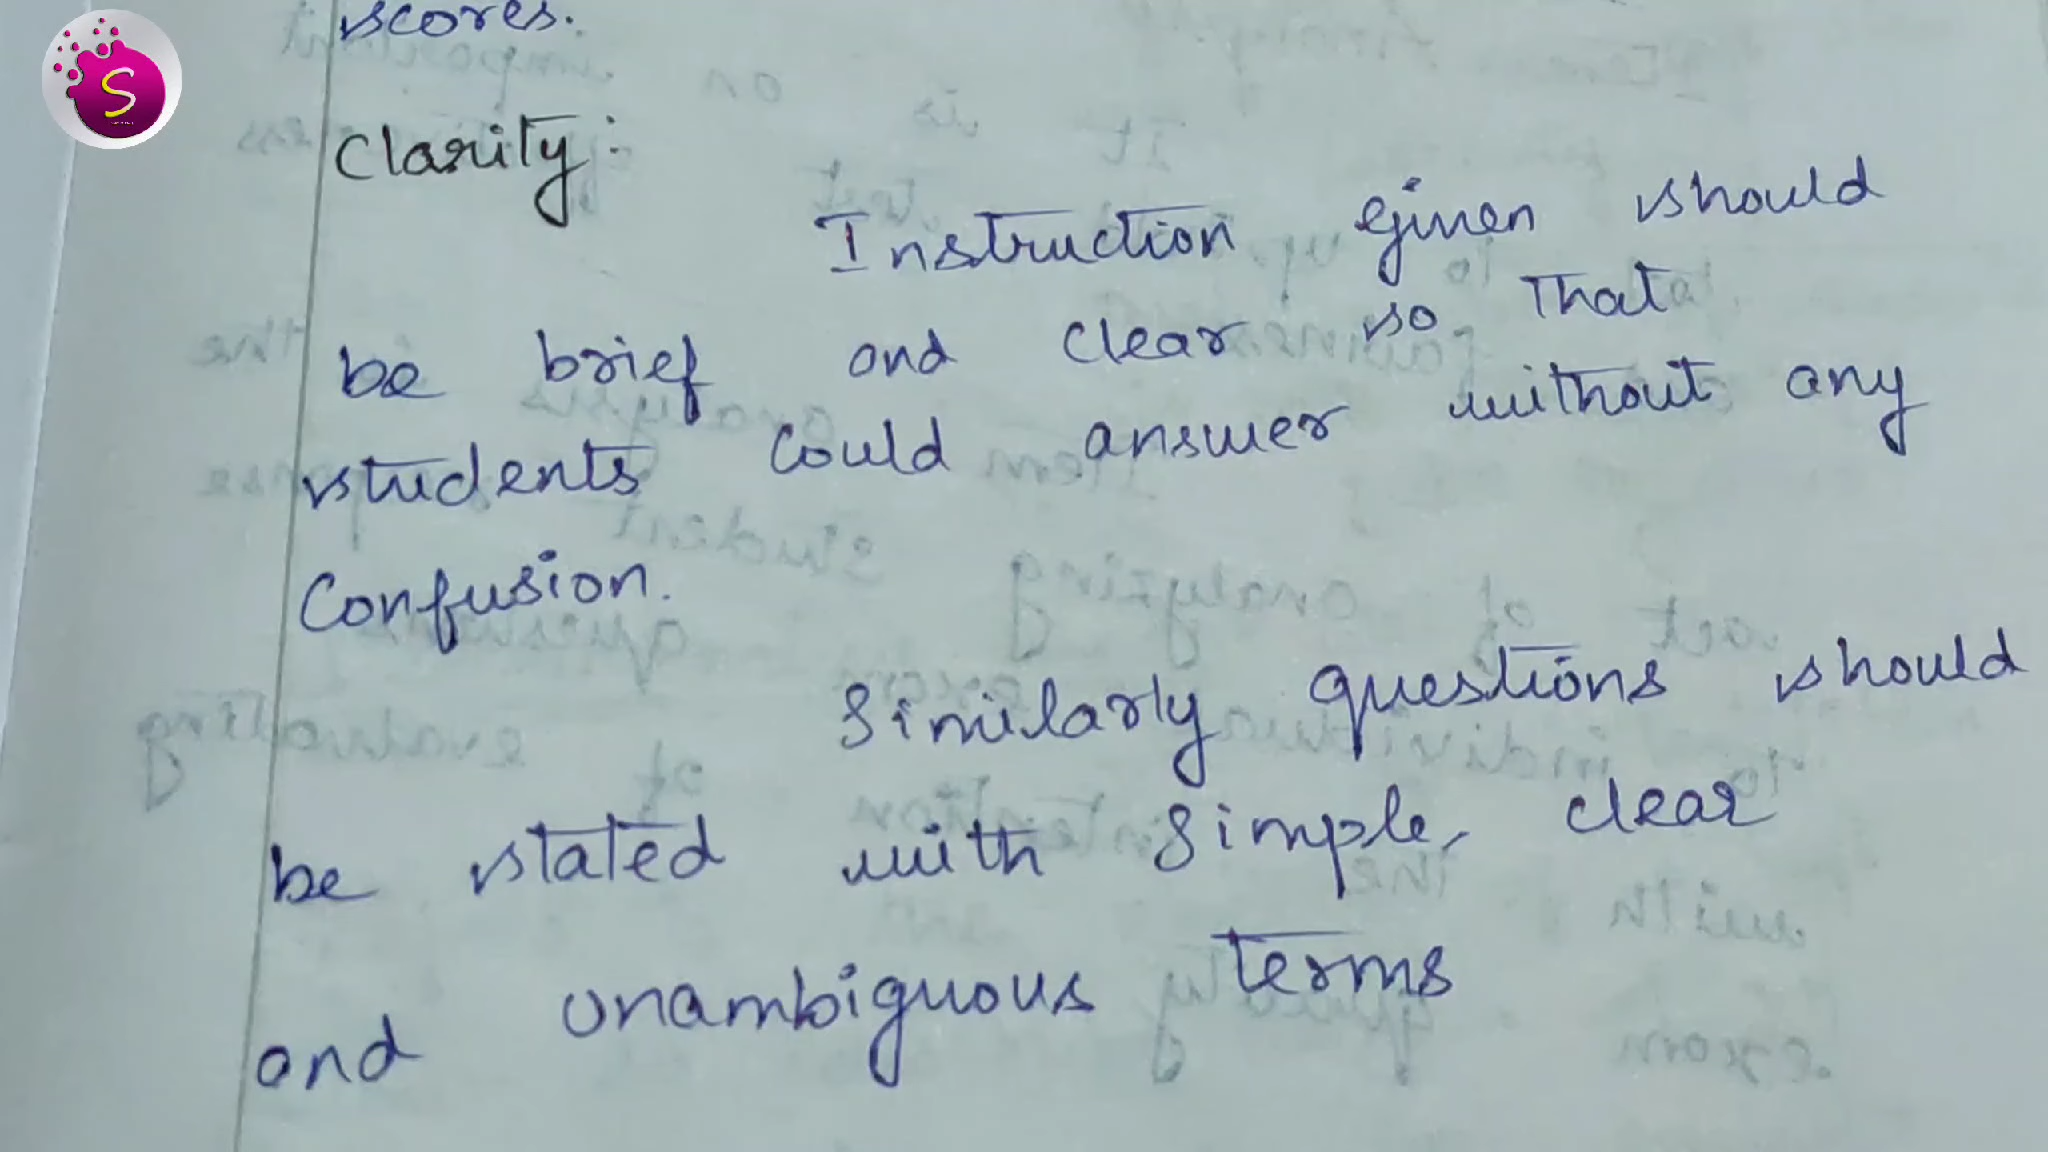 scores.
Clarity:
Instruction given should
be brief and clear so that
students could answer without any
Confusion.
Similarly questions should
be stated with simple, clear
and unambiguous terms
S